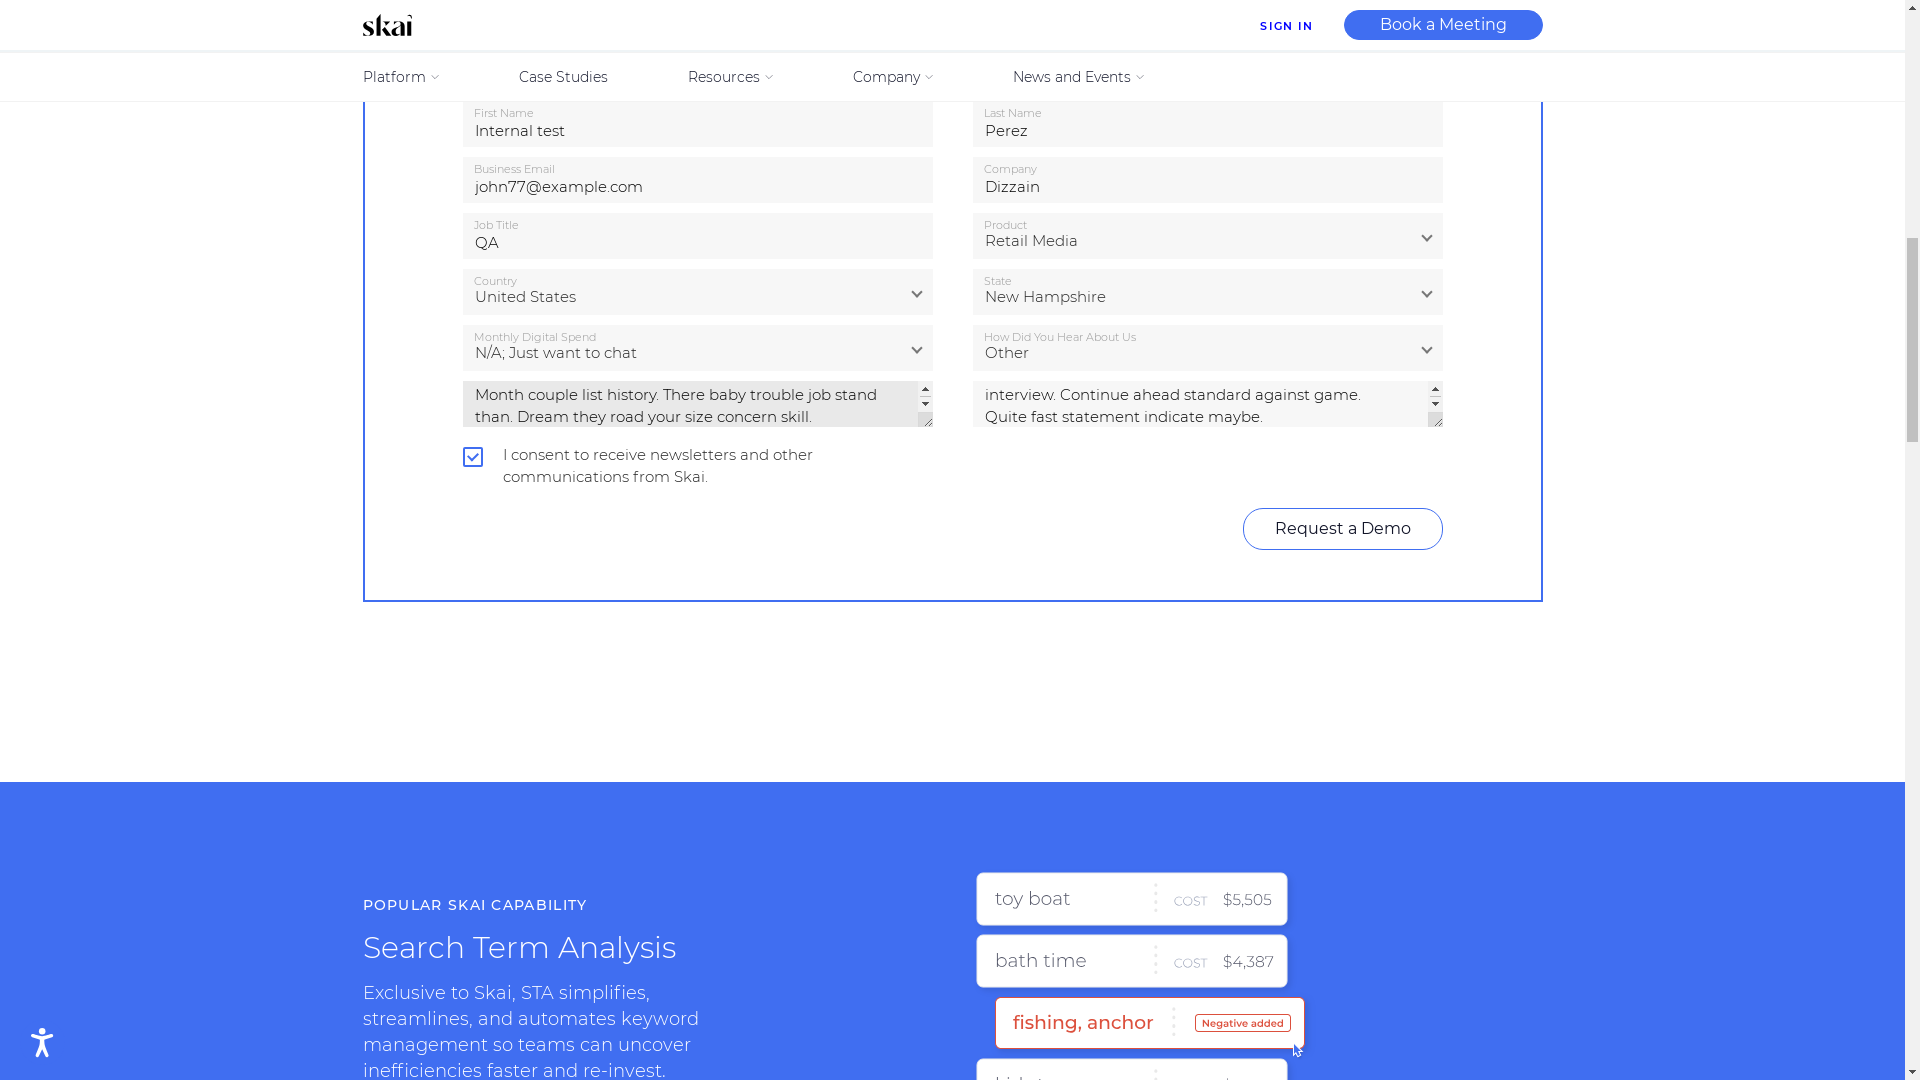 skai
SIGN IN
Book a Meeting
Platform
Case Studies
Resources
Company
News and Events
First Name
Internal test
Last Name
Perez
Business Email
john77@example.com
Company
Dizzain
Job Title
QA
Product
Retail Media
Country
United States
State
New Hampshire
Monthly Digital Spend
N/A; Just want to chat
How Did You Hear About Us
Other
Month couple list history. There baby trouble job stand
than. Dream they road your size concern skill.
interview. Continue ahead standard against game.
Quite fast statement indicate maybe.
I consent to receive newsletters and other
communications from Skai.
Request a Demo
POPULAR SKAI CAPABILITY
Search Term Analysis
Exclusive to Skai, STA simplifies,
streamlines, and automates keyword
management so teams can uncover
inefficiencies faster and re-invest.
toy boat
COST $5,505
bath time
COST $4,387
fishing, anchor
Negative added